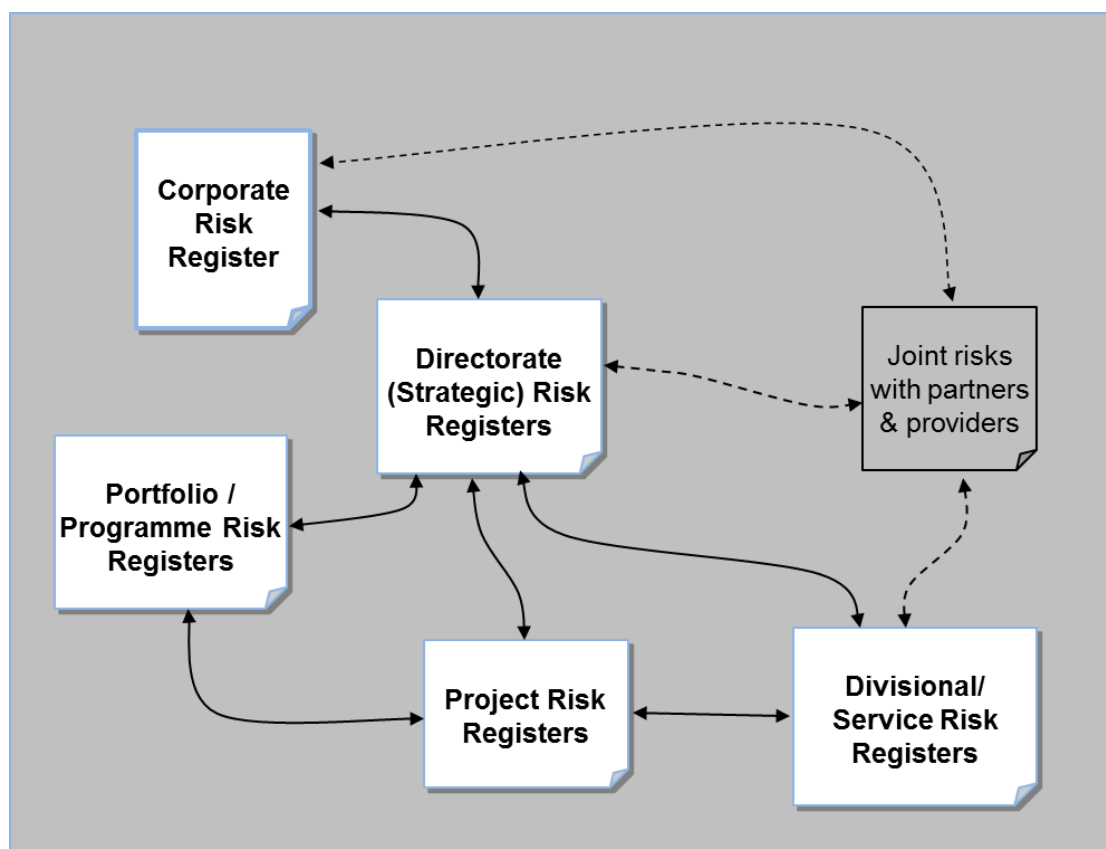 Corporate
Risk
Register
Directorate
(Strategic) Risk
Registers
Joint risks
with partners
& providers
Portfolio /
Programme Risk
Registers
Project Risk
Registers
Divisional/
Service Risk
Registers